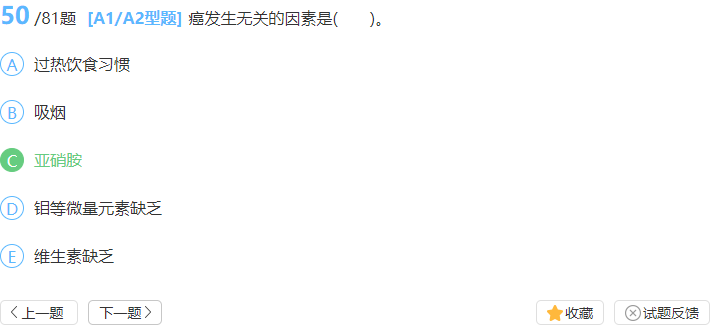 50/81题 [A1/A2型题] 癌发生无关的因素是( )。
A 过热饮食习惯
B 吸烟
C 亚硝胺
D 钼等微量元素缺乏
E 维生素缺乏
上一题 下一题 收藏 试题反馈